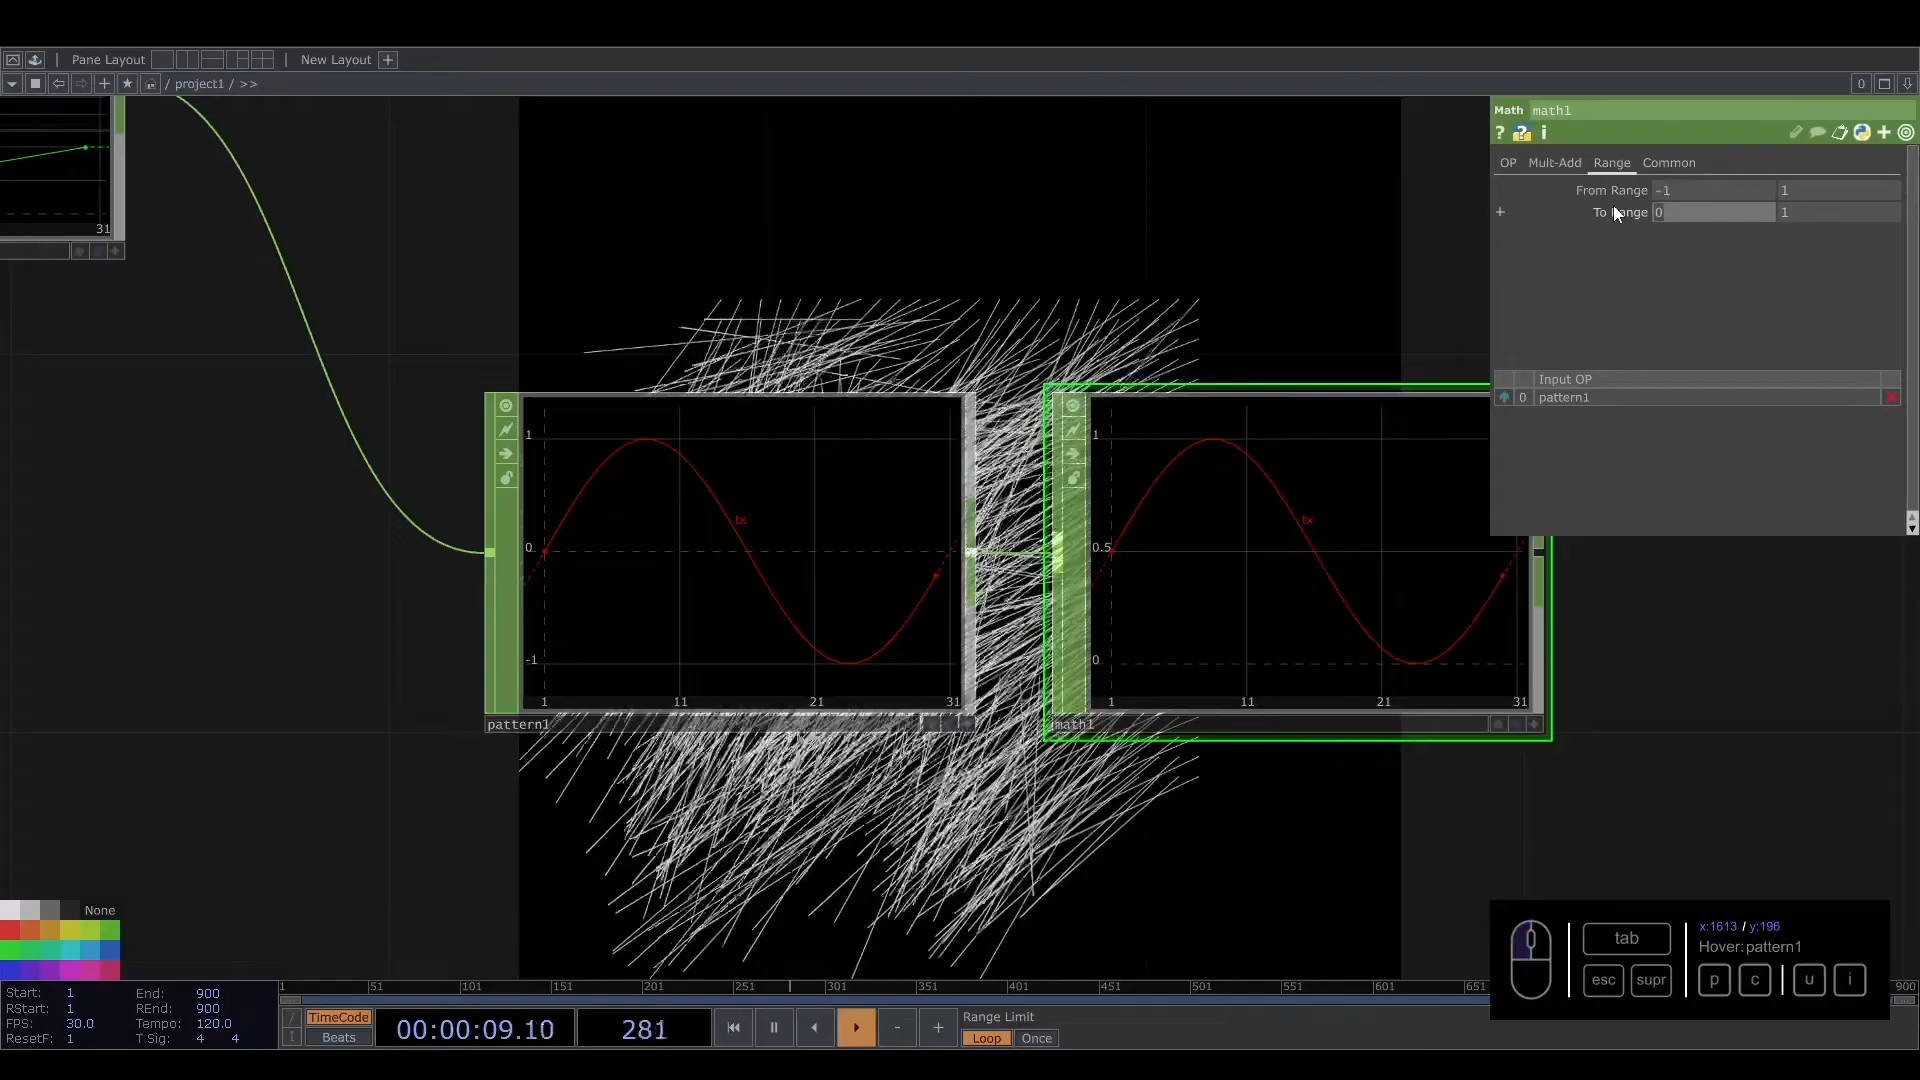 Pane Layout
New Layout
/ project1 / >>
0
Math math1
? ? i
OP Mult-Add Range Common
From Range -1 1
To Range 0 1
Input OP
0 pattern1
31
1
0
-1
tx
1 11 21 31
pattern1
1
0.5
0
tx
1 11 21 31
math1
None
tab
esc supr
x:1613 / y:196
Hover: pattern1
p c u i
Start: 1 End: 900
RStart: 1 REnd: 900
FPS: 30.0 Tempo: 120.0
ResetF: 1 T Sig: 4 4
1 51 101 151 201 251 301 351 401 451 501 551 601 651 900
TimeCode
Beats
00:00:09.10
281
Range Limit
Loop Once